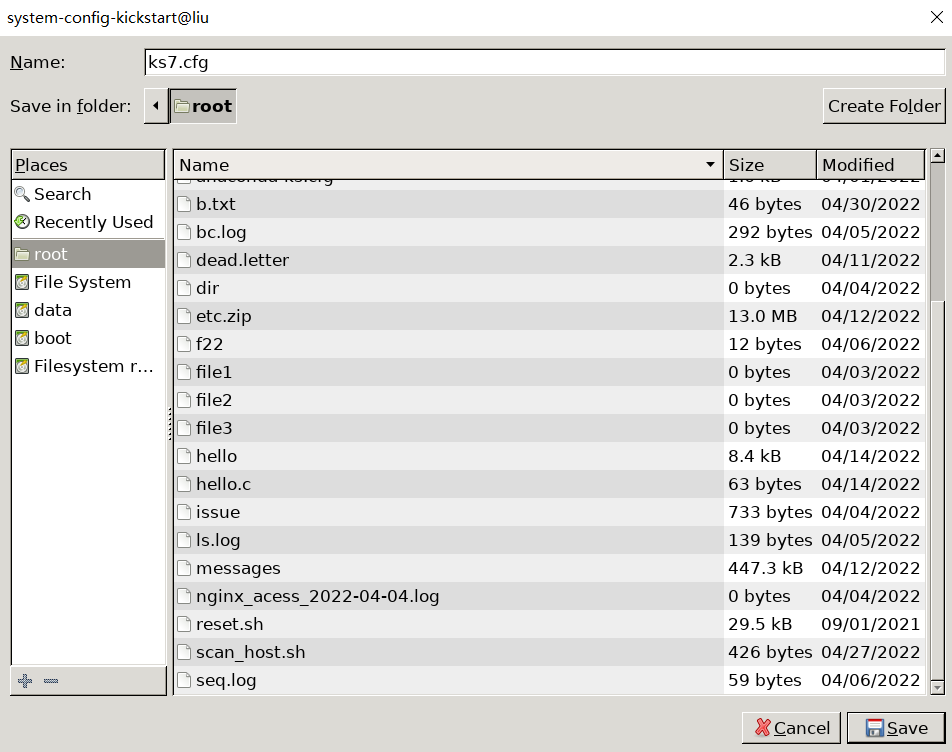 system-config-kickstart@liu
Name: ks7.cfg
Save in folder: root Create Folder
Places Name Size Modified
Search
Recently Used
root
File System
data
boot
Filesystem r...
b.txt 46 bytes 04/30/2022
bc.log 292 bytes 04/05/2022
dead.letter 2.3 kB 04/11/2022
dir 0 bytes 04/04/2022
etc.zip 13.0 MB 04/12/2022
f22 12 bytes 04/06/2022
file1 0 bytes 04/03/2022
file2 0 bytes 04/03/2022
file3 0 bytes 04/03/2022
hello 8.4 kB 04/14/2022
hello.c 63 bytes 04/14/2022
issue 733 bytes 04/04/2022
ls.log 139 bytes 04/05/2022
messages 447.3 kB 04/12/2022
nginx_acess_2022-04-04.log 0 bytes 04/04/2022
reset.sh 29.5 kB 09/01/2021
scan_host.sh 426 bytes 04/27/2022
seq.log 59 bytes 04/06/2022
Cancel Save